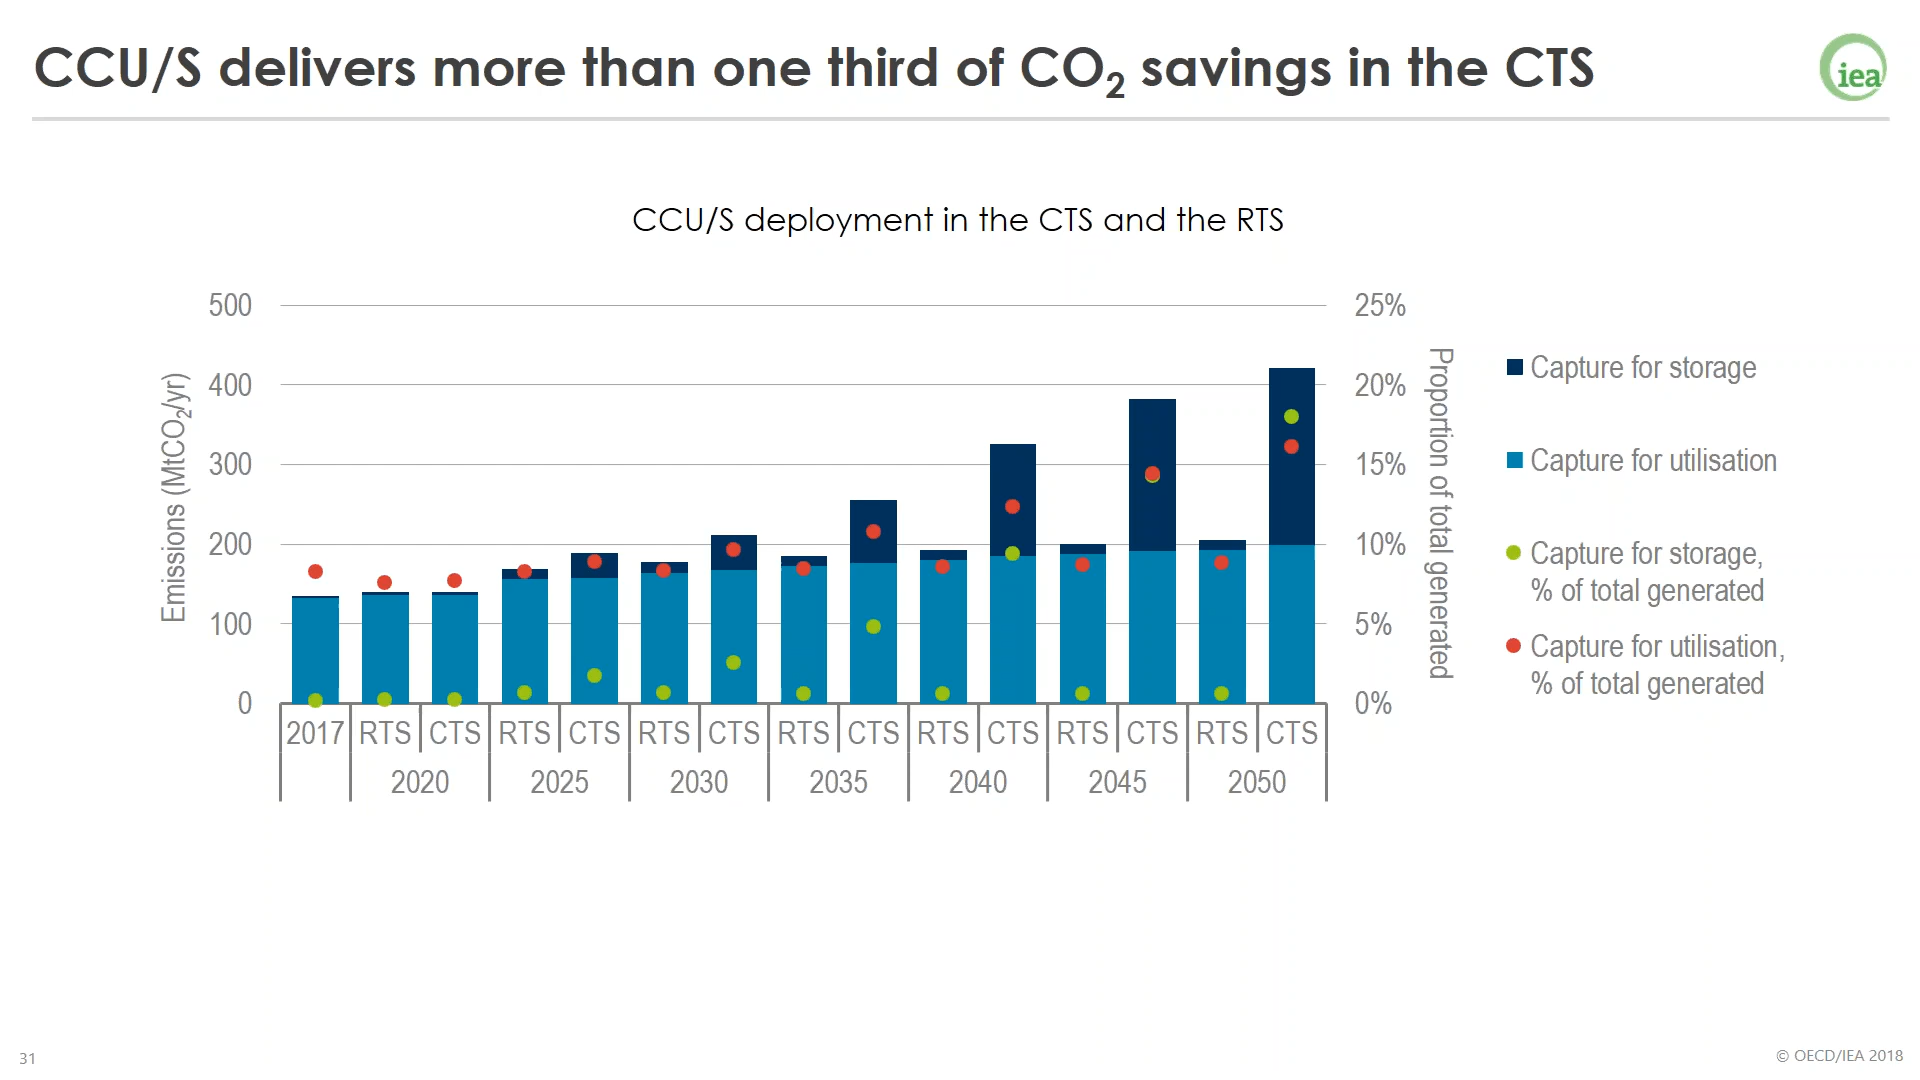 CCU/S delivers more than one third of CO₂ savings in the CTS
iea
CCU/S deployment in the CTS and the RTS
Emissions (MtCO₂/yr)
500
400
300
200
100
0
25%
20%
15%
10%
5%
0%
Proportion of total generated
2017 RTS CTS RTS CTS RTS CTS RTS CTS RTS CTS RTS CTS RTS CTS
2020 2025 2030 2035 2040 2045 2050
Capture for storage
Capture for utilisation
Capture for storage,
% of total generated
Capture for utilisation,
% of total generated
31
© OECD/IEA 2018